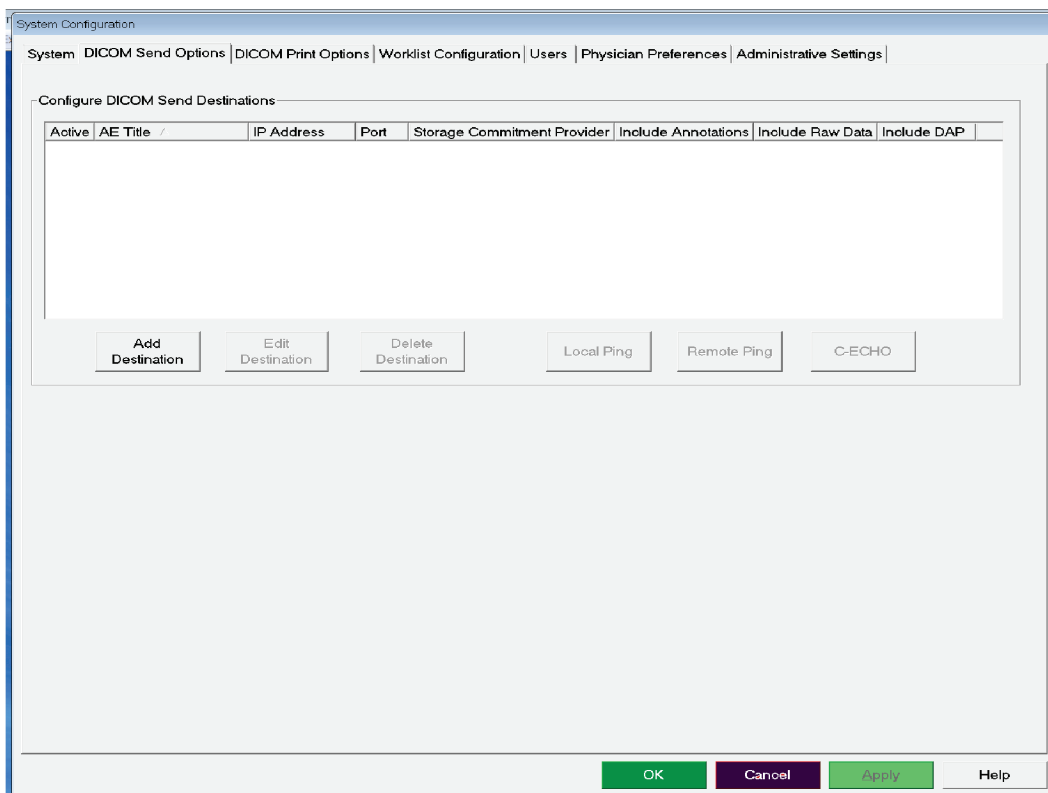 System Configuration
System DICOM Send Options DICOM Print Options Worklist Configuration Users Physician Preferences Administrative Settings
Configure DICOM Send Destinations
Active AE Title IP Address Port Storage Commitment Provider Include Annotations Include Raw Data Include DAP
Add Destination Edit Destination Delete Destination Local Ping Remote Ping C-ECHO
OK Cancel Apply Help